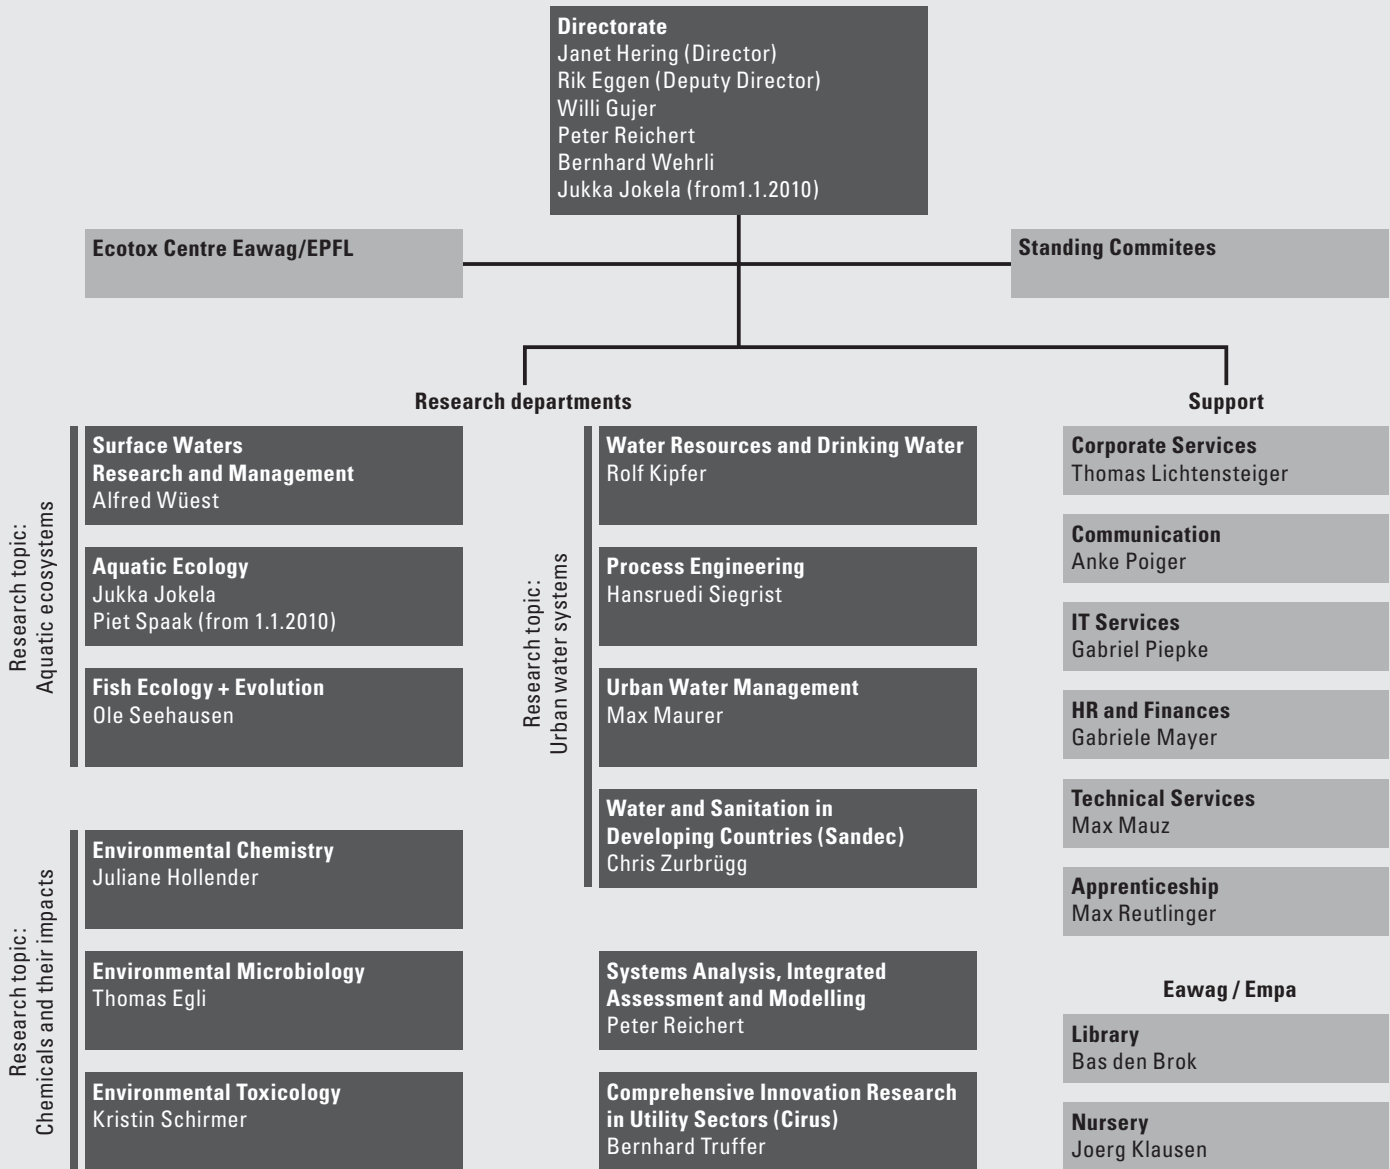 Directorate
Janet Hering (Director)
Rik Eggen (Deputy Director)
Willi Gujer
Peter Reichert
Bernhard Wehrli
Jukka Jokela (from1.1.2010)
Ecotox Centre Eawag/EPFL
Standing Commitees
Research departments
Support
Research topic:
Aquatic ecosystems
Surface Waters
Research and Management
Alfred Wüest
Aquatic Ecology
Jukka Jokela
Piet Spaak (from 1.1.2010)
Fish Ecology + Evolution
Ole Seehausen
Research topic:
Chemicals and their impacts
Environmental Chemistry
Juliane Hollender
Environmental Microbiology
Thomas Egli
Environmental Toxicology
Kristin Schirmer
Research topic:
Urban water systems
Water Resources and Drinking Water
Rolf Kipfer
Process Engineering
Hansruedi Siegrist
Urban Water Management
Max Maurer
Water and Sanitation in
Developing Countries (Sandec)
Chris Zurbrügg
Systems Analysis, Integrated
Assessment and Modelling
Peter Reichert
Comprehensive Innovation Research
in Utility Sectors (Cirus)
Bernhard Truffer
Corporate Services
Thomas Lichtensteiger
Communication
Anke Poiger
IT Services
Gabriel Piepke
HR and Finances
Gabriele Mayer
Technical Services
Max Mauz
Apprenticeship
Max Reutlinger
Eawag / Empa
Library
Bas den Brok
Nursery
Joerg Klausen